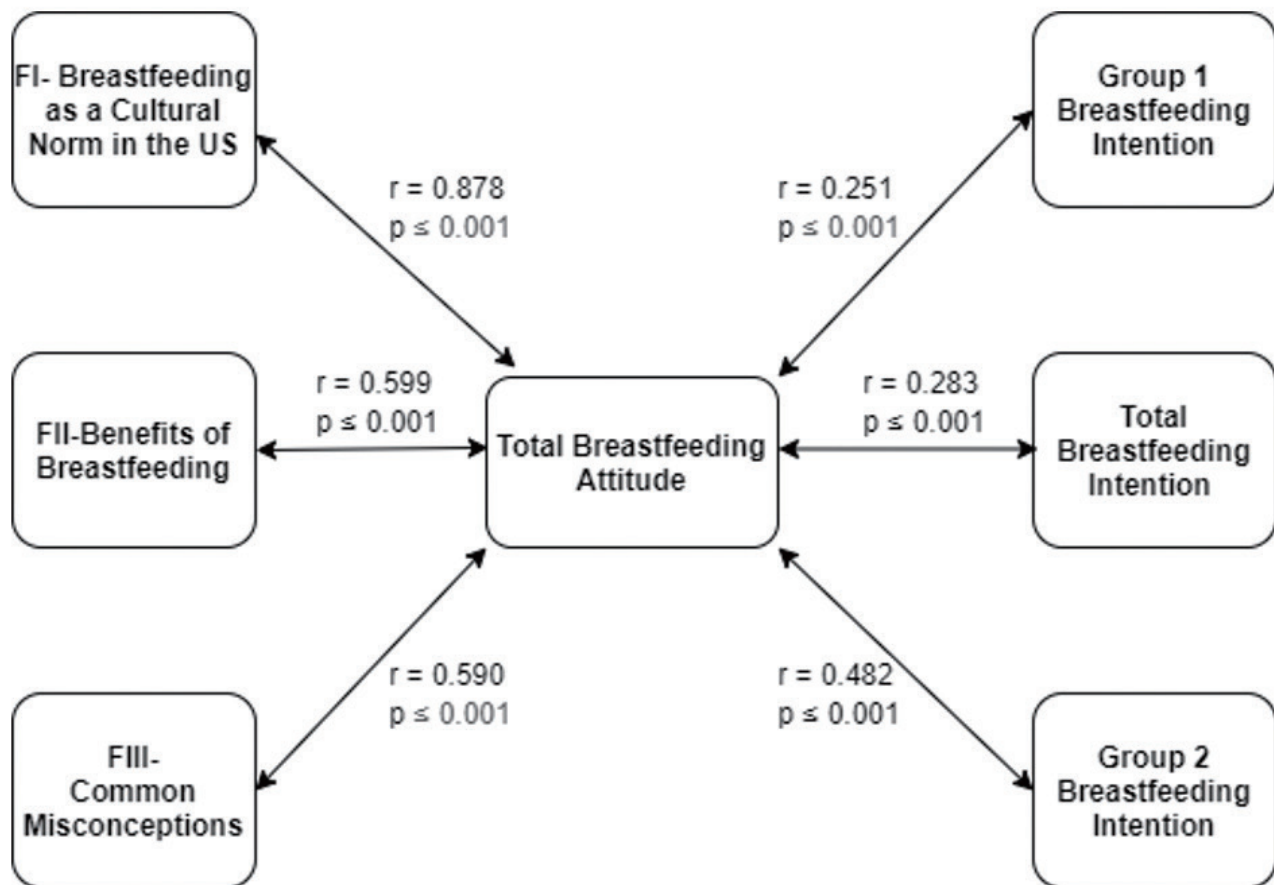 FI- Breastfeeding
as a Cultural
Norm in the US
r = 0.878
p ≤ 0.001
r = 0.251
p ≤ 0.001
Group 1
Breastfeeding
Intention
FII-Benefits of
Breastfeeding
r = 0.599
p ≤ 0.001
Total Breastfeeding
Attitude
r = 0.283
p ≤ 0.001
Total
Breastfeeding
Intention
FIII-
Common
Misconceptions
r = 0.590
p ≤ 0.001
r = 0.482
p ≤ 0.001
Group 2
Breastfeeding
Intention